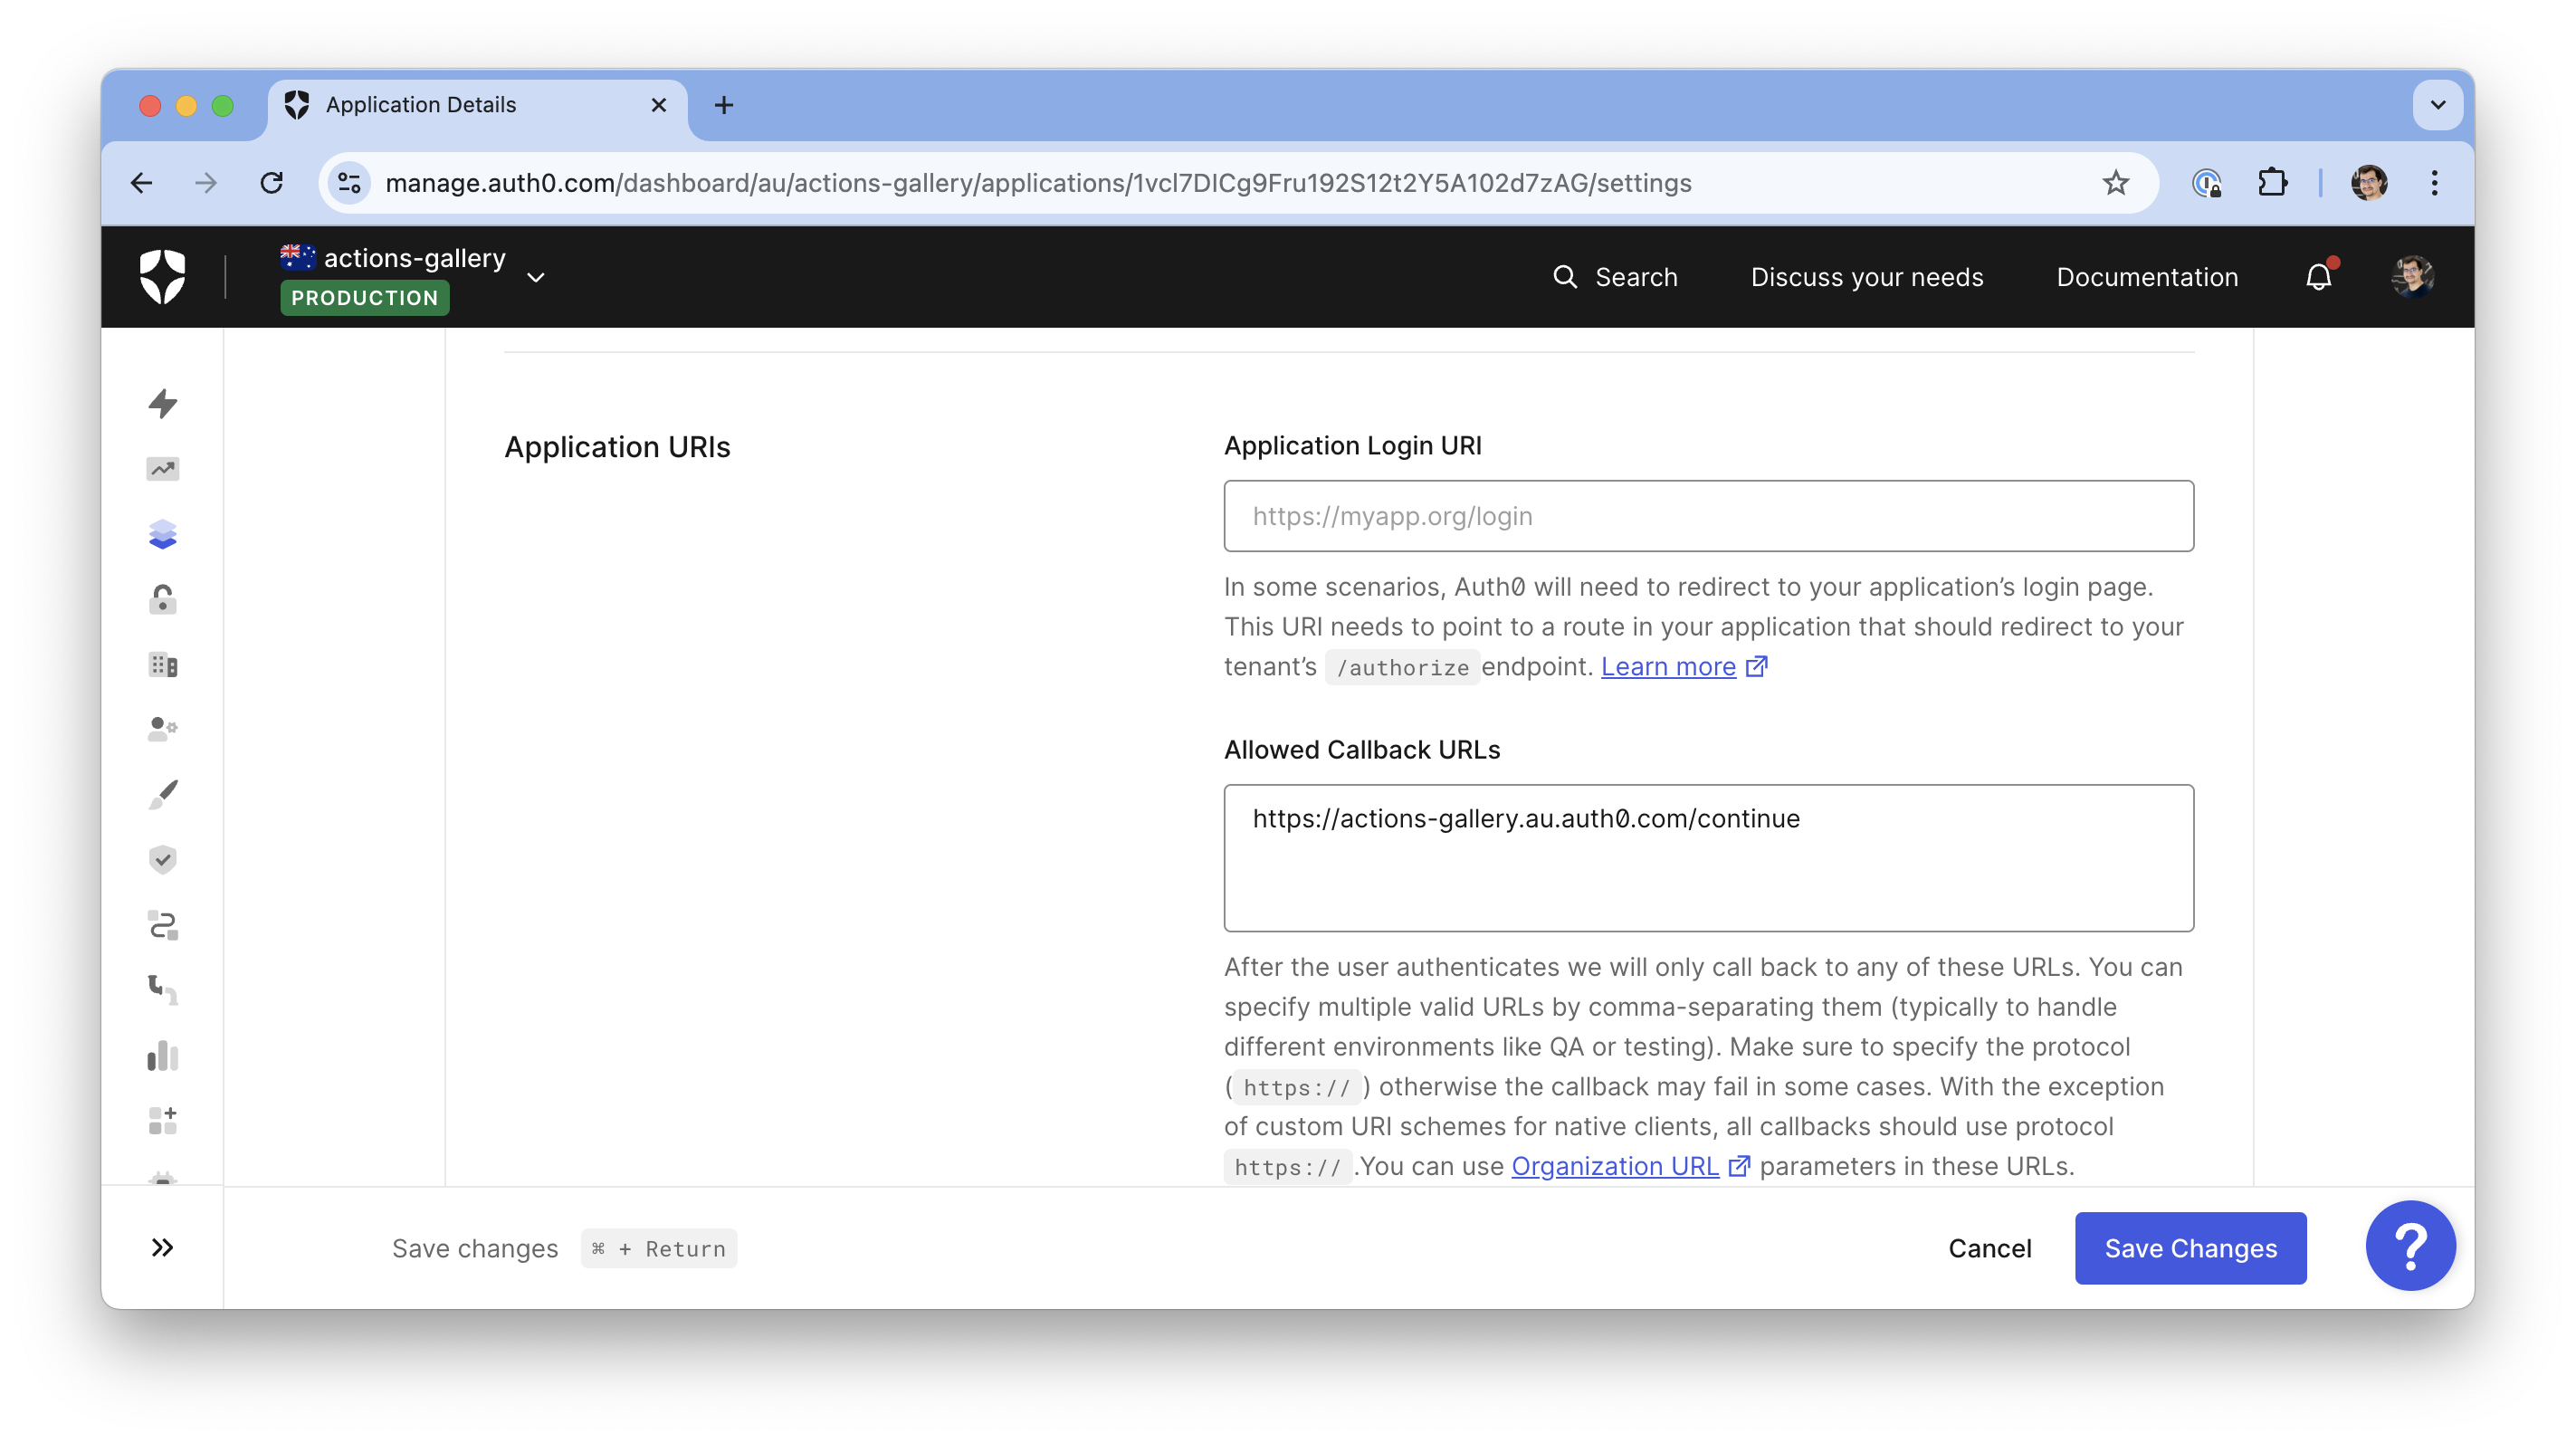 Application Details
manage.auth0.com/dashboard/au/actions-gallery/applications/1vcl7DICg9Fru192S12t2Y5A102d7zAG/settings
actions-gallery
PRODUCTION
Search
Discuss your needs
Documentation
Application URIs
Application Login URI
https://myapp.org/login
In some scenarios, Auth0 will need to redirect to your application’s login page.
This URI needs to point to a route in your application that should redirect to your
tenant’s /authorize endpoint. Learn more
Allowed Callback URLs
https://actions-gallery.au.auth0.com/continue
After the user authenticates we will only call back to any of these URLs. You can
specify multiple valid URLs by comma-separating them (typically to handle
different environments like QA or testing). Make sure to specify the protocol
( https:// ) otherwise the callback may fail in some cases. With the exception
of custom URI schemes for native clients, all callbacks should use protocol
https:// .You can use Organization URL parameters in these URLs.
Save changes ⌘ + Return
Cancel
Save Changes
?